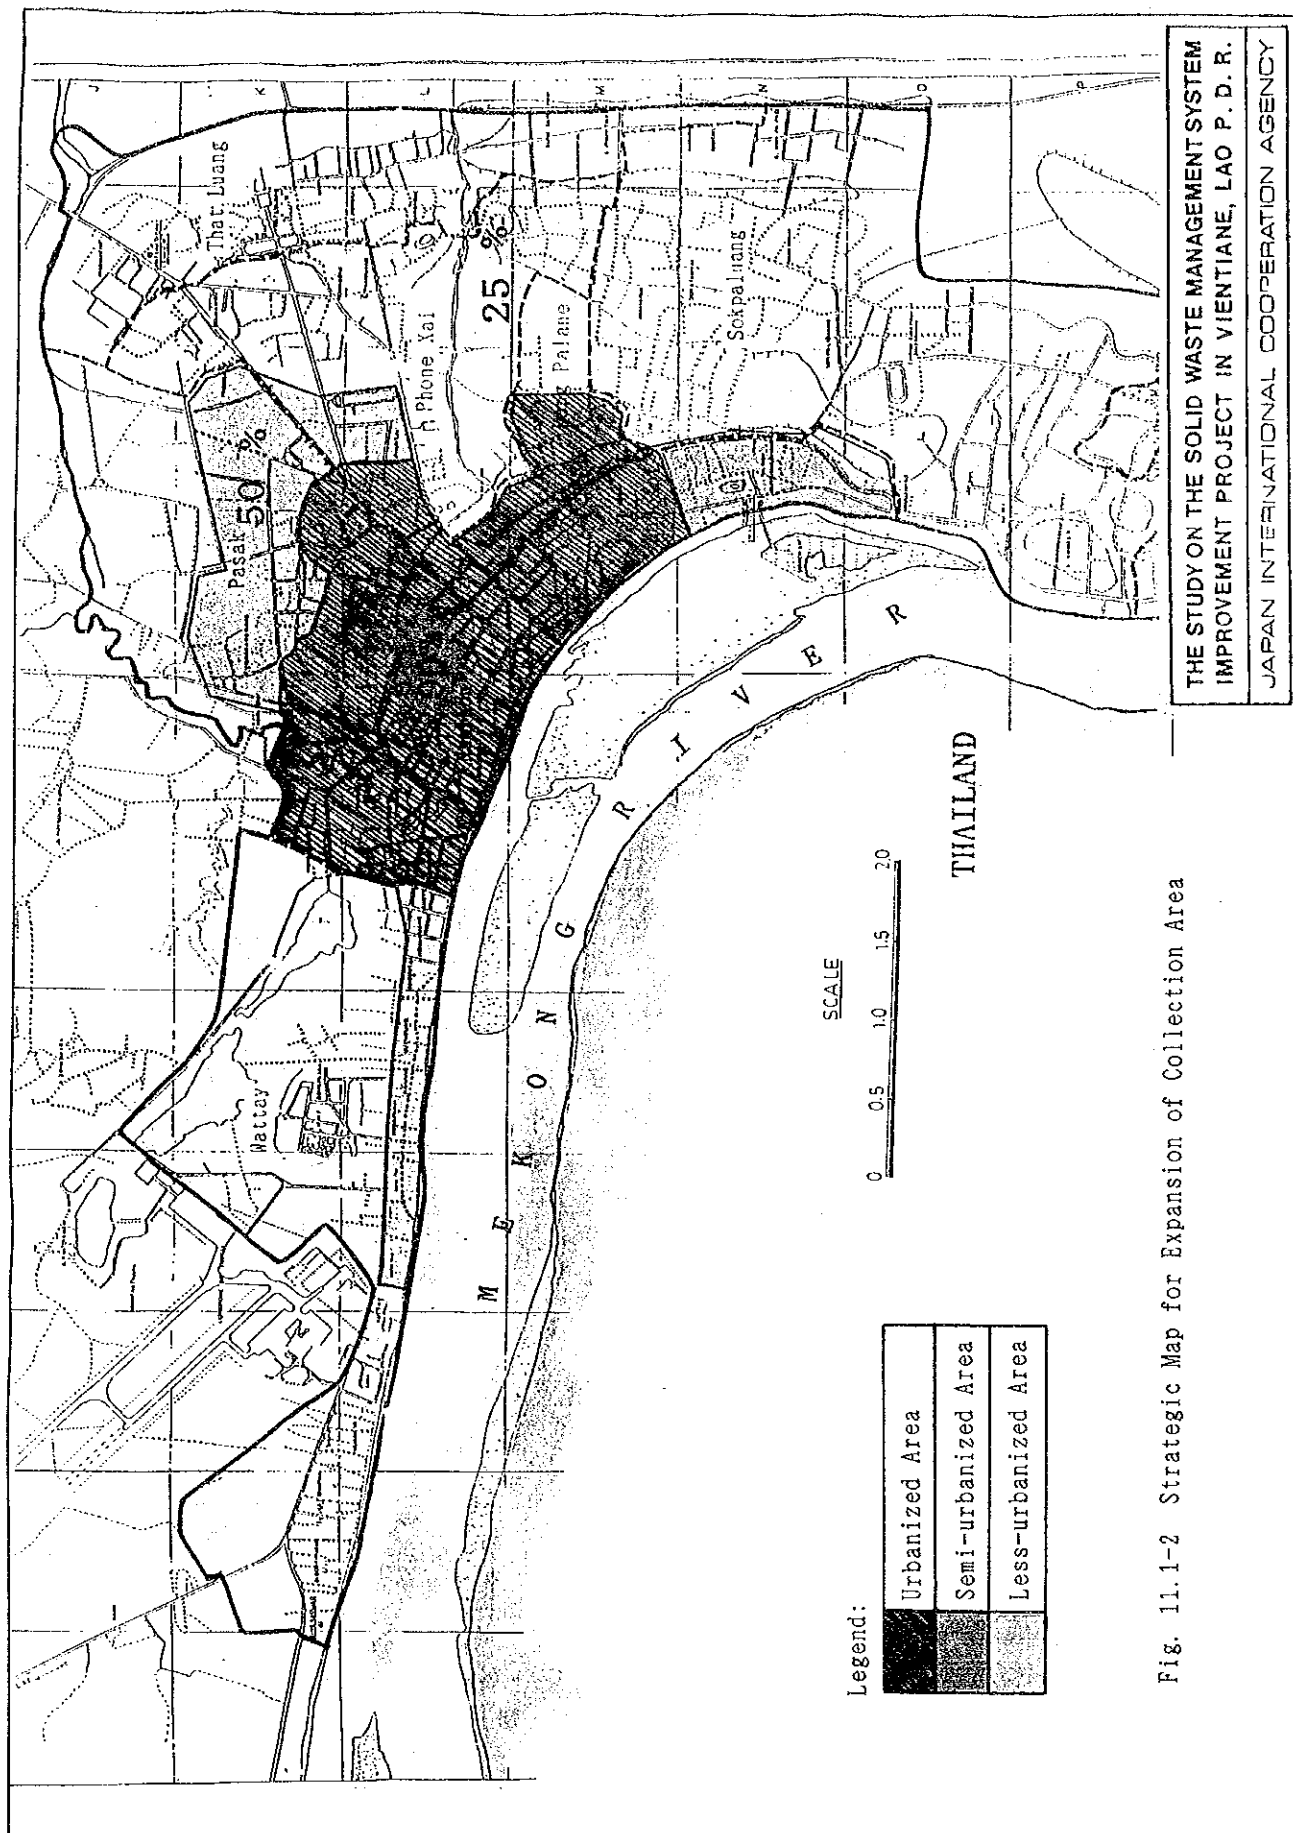 J
K
L
M
N
O
P
That Luang
Pasak
50 %
Phone Xai
25 %
Palane
Sokpaluang
Wattay
M E K O N G R I V E R
THAILAND
SCALE
0 0.5 1.0 1.5 2.0
Legend:
Urbanized Area
Semi-urbanized Area
Less-urbanized Area
Fig. 11.1-2 Strategic Map for Expansion of Collection Area
THE STUDY ON THE SOLID WASTE MANAGEMENT SYSTEM
IMPROVEMENT PROJECT IN VIENTIANE, LAO P. D. R.
JAPAN INTERNATIONAL COOPERATION AGENCY